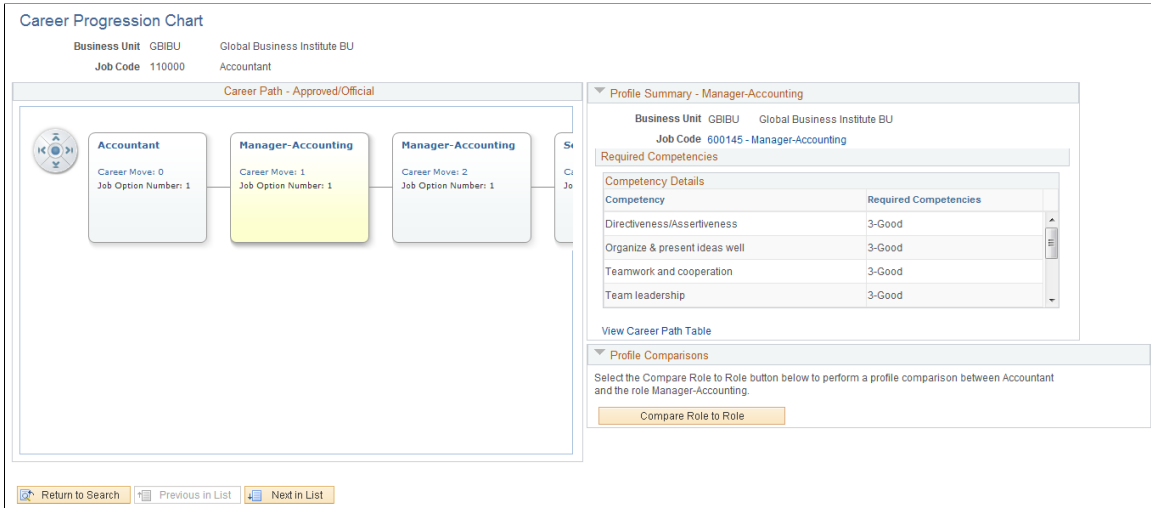 Career Progression Chart
Business Unit GBIBU Global Business Institute BU
Job Code 110000 Accountant
Career Path - Approved/Official
Accountant
Career Move: 0
Job Option Number: 1
Manager-Accounting
Career Move: 1
Job Option Number: 1
Manager-Accounting
Career Move: 2
Job Option Number: 1
Se
Ca
Jo
Profile Summary - Manager-Accounting
Business Unit GBIBU Global Business Institute BU
Job Code 600145 - Manager-Accounting
Required Competencies
Competency Details
Competency Required Competencies
Directiveness/Assertiveness 3-Good
Organize & present ideas well 3-Good
Teamwork and cooperation 3-Good
Team leadership 3-Good
View Career Path Table
Profile Comparisons
Select the Compare Role to Role button below to perform a profile comparison between Accountant
and the role Manager-Accounting.
Compare Role to Role
Return to Search Previous in List Next in List